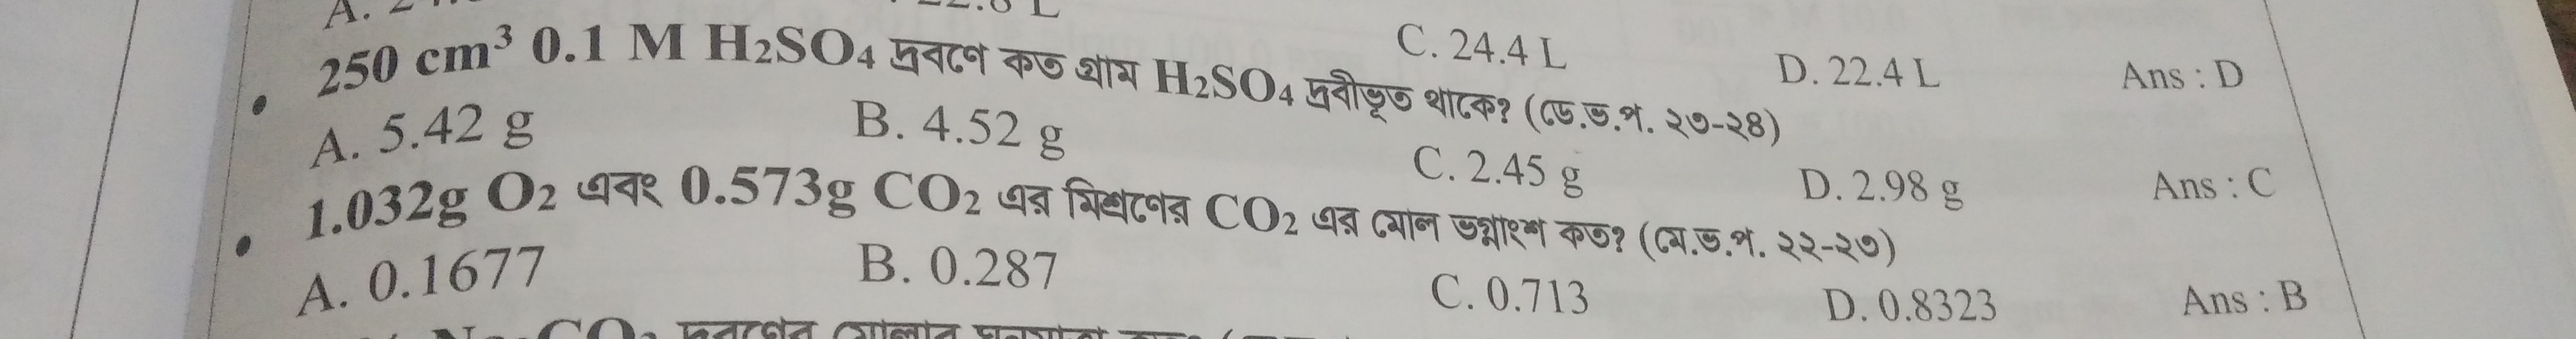 C. 24.4 L D. 22.4 L Ans : D
• 250 cm³ 0.1 M H₂SO₄ দ্রবণে কত গ্রাম H₂SO₄ দ্রবীভূত থাকে? (ডে.ভ.প. ২৩-২৪)
A. 5.42 g B. 4.52 g C. 2.45 g D. 2.98 g Ans : C
• 1.032g O₂ এবং 0.573g CO₂ এর মিশ্রণের CO₂ এর মোল ভগ্নাংশ কত? (মে.ভ.প. ২২-২৩)
A. 0.1677 B. 0.287 C. 0.713 D. 0.8323 Ans : B
দ্রবণের মোলার ঘনমাত্রা